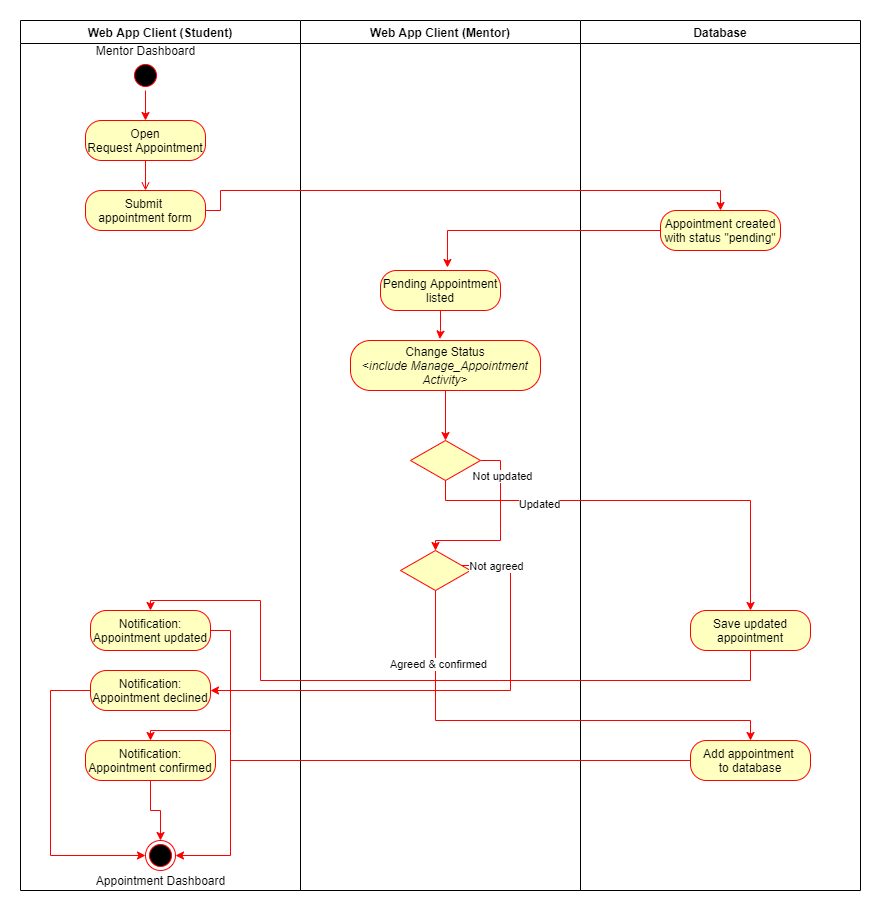 Web App Client (Student)
Web App Client (Mentor)
Database
Mentor Dashboard
Open
Request Appointment
Submit
appointment form
Appointment created
with status "pending"
Pending Appointment
listed
Change Status
<include Manage_Appointment
Activity>
Not updated
Updated
Not agreed
Notification:
Appointment updated
Save updated
appointment
Agreed & confirmed
Notification:
Appointment declined
Notification:
Appointment confirmed
Add appointment
to database
Appointment Dashboard